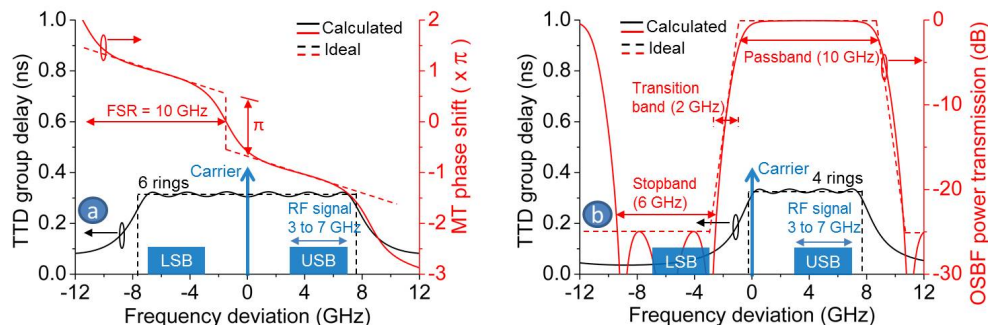 1.0
0.8
0.6
0.4
0.2
0.0
TTD group delay (ns)
Calculated
Ideal
FSR = 10 GHz
π
6 rings
Carrier
a
RF signal
3 to 7 GHz
LSB
USB
-12 -8 -4 0 4 8 12
Frequency deviation (GHz)
2
1
0
-1
-2
-3
MT phase shift ( x π )
1.0
0.8
0.6
0.4
0.2
0.0
TTD group delay (ns)
Calculated
Ideal
Passband (10 GHz)
Transition
band (2 GHz)
Carrier
4 rings
Stopband
(6 GHz)
b
RF signal
3 to 7 GHz
LSB
USB
-12 -8 -4 0 4 8 12
Frequency deviation (GHz)
0
-5
-10
-15
-20
-25
-30
OSBF power transmission (dB)